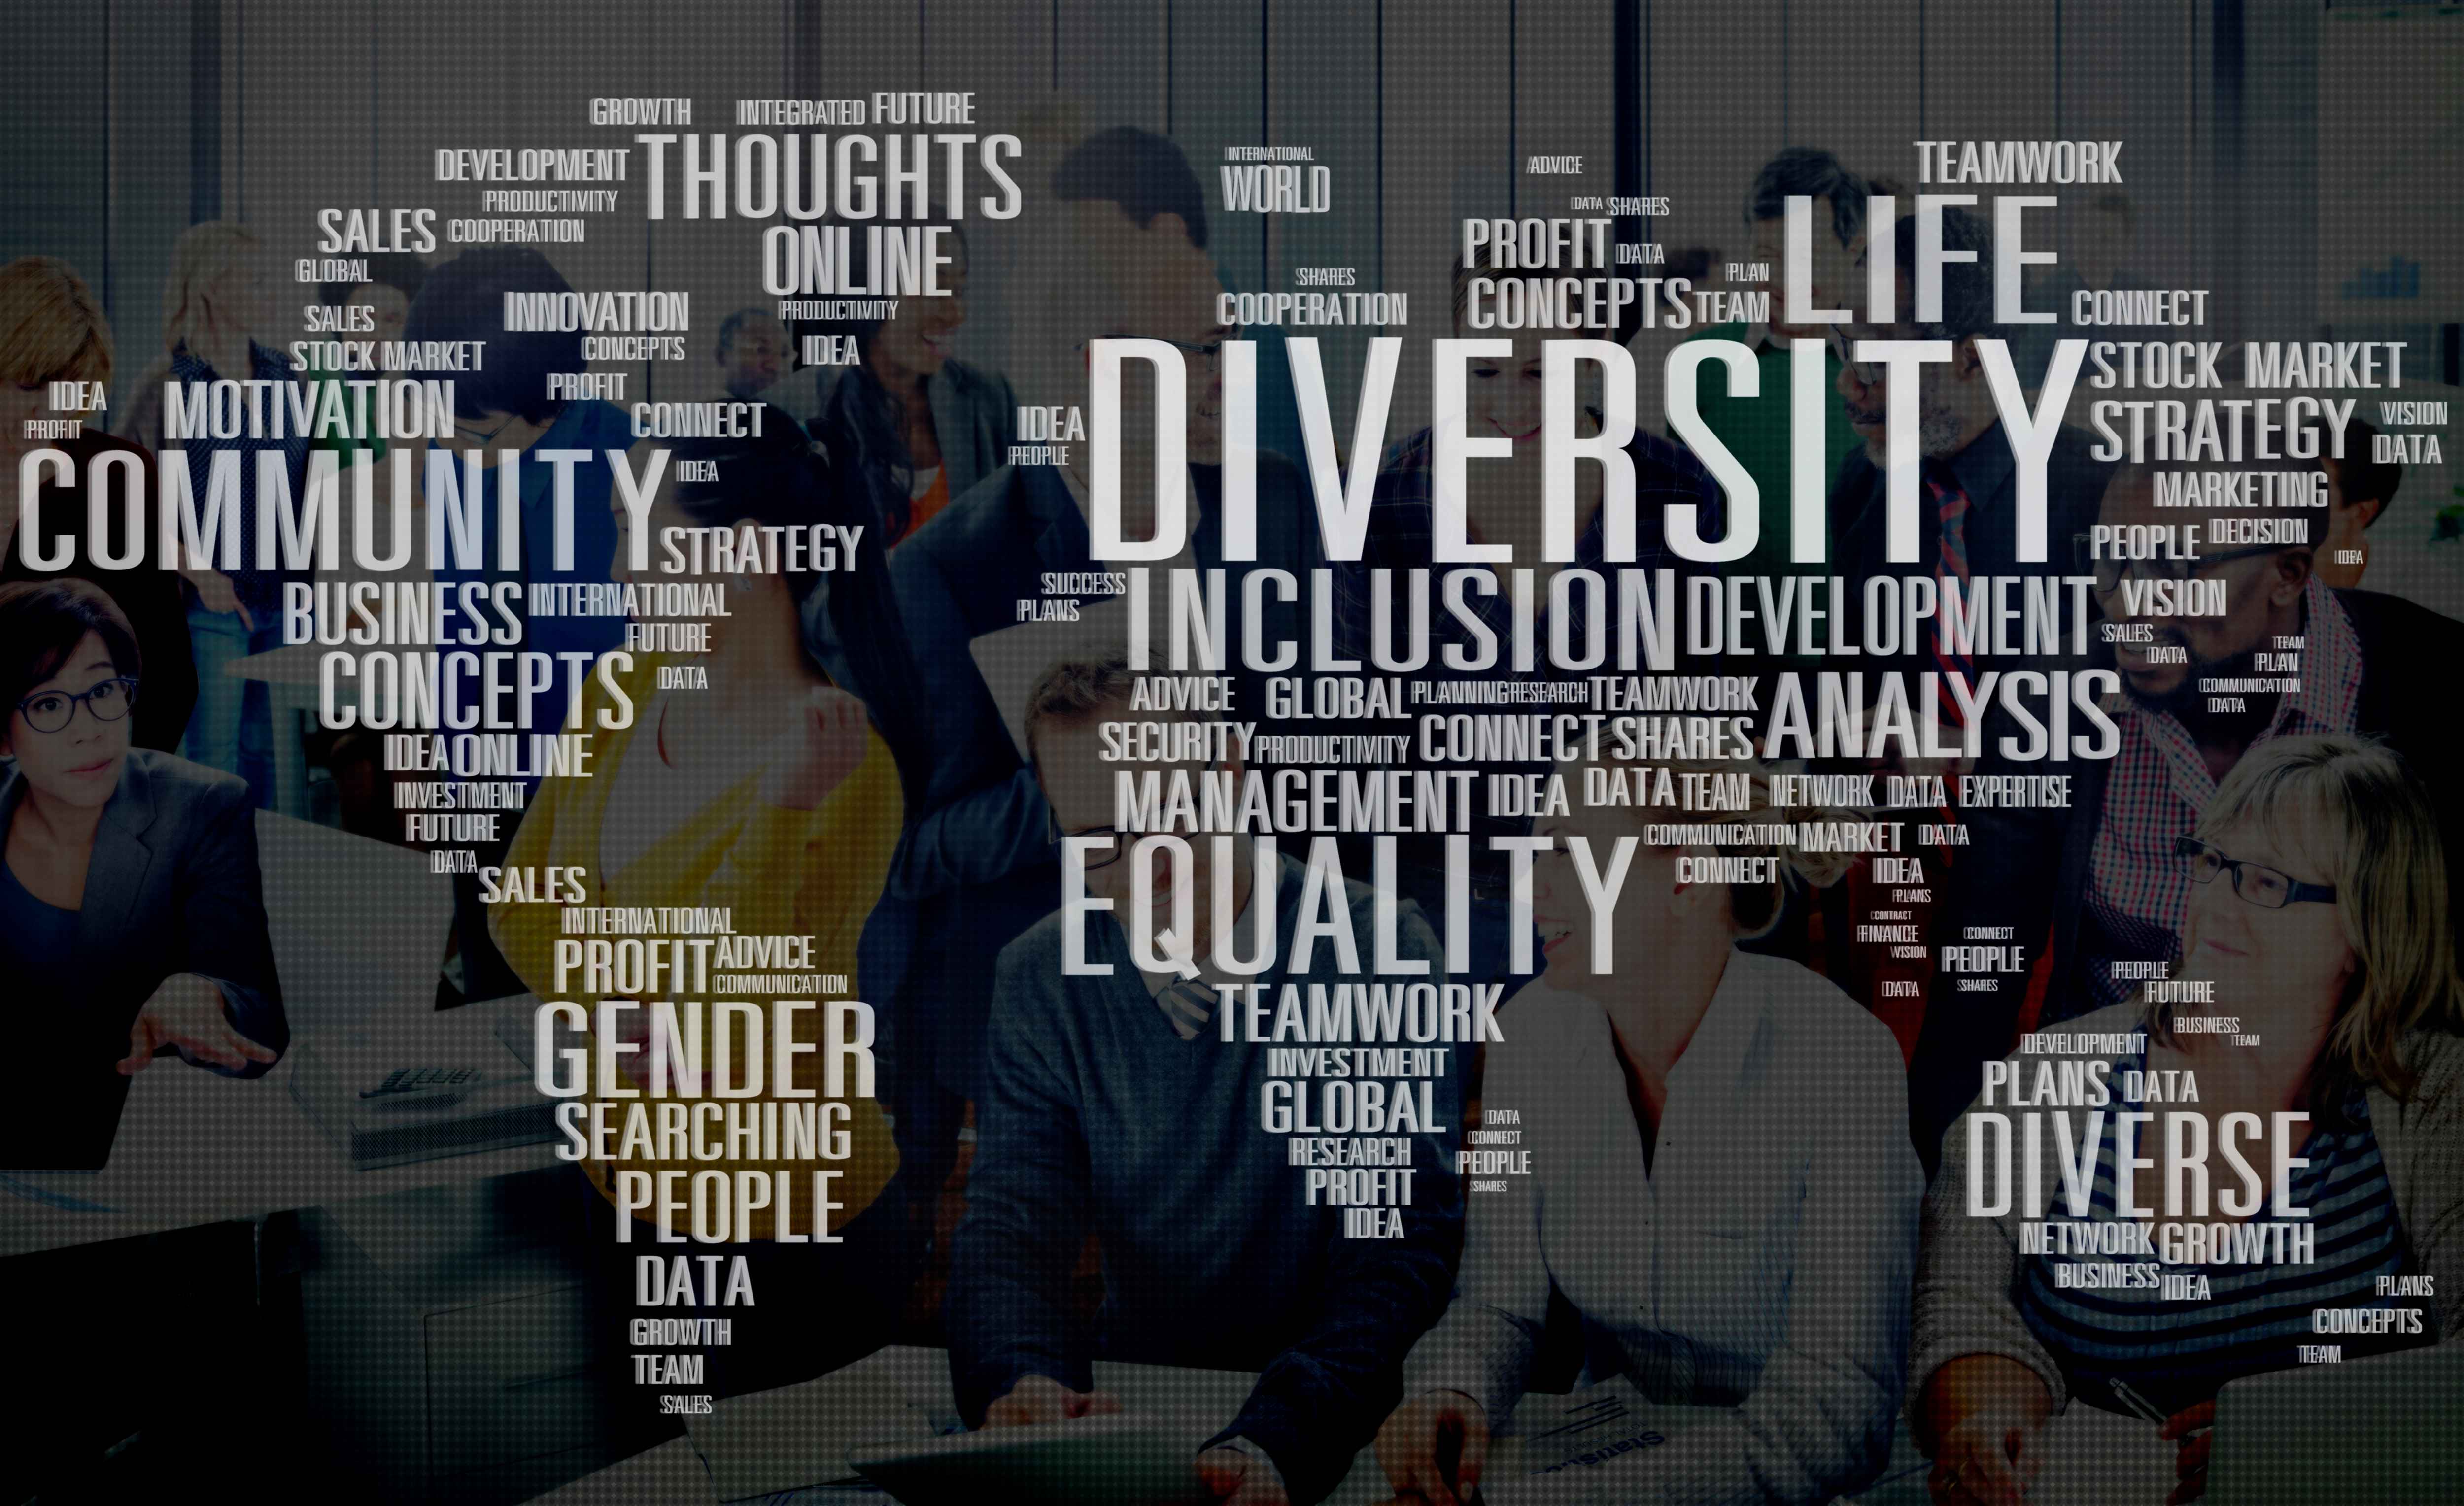 GROWTH INTEGRATED FUTURE
DEVELOPMENT THOUGHTS
PRODUCTIVITY
SALES COOPERATION
GLOBAL
ONLINE
SALES INNOVATION PRODUCTIVITY
STOCK MARKET CONCEPTS IDEA
IDEA MOTIVATION PROFIT
PROFIT CONNECT
COMMUNITY IDEA
STRATEGY
BUSINESS INTERNATIONAL
FUTURE
CONCEPTS DATA
IDEA ONLINE
INVESTMENT
FUTURE
DATA
SALES
INTERNATIONAL
PROFIT ADVICE
COMMUNICATION
GENDER
SEARCHING
PEOPLE
DATA
GROWTH
TEAM
SALES
INTERNATIONAL
WORLD
ADVICE
TEAMWORK
DATA SHARES
PROFIT DATA LIFE
SHARES PLAN
COOPERATION CONCEPTS TEAM CONNECT
DIVERSITY STOCK MARKET
IDEA STRATEGY VISION
PEOPLE DATA
MARKETING
PEOPLE DECISION
IDEA
SUCCESS INCLUSION DEVELOPMENT VISION
PLANS SALES TEAM
DATA PLAN
ADVICE GLOBAL PLANNING RESEARCH TEAMWORK ANALYSIS COMMUNICATION
DATA
SECURITY PRODUCTIVITY CONNECT SHARES
MANAGEMENT IDEA DATA TEAM NETWORK DATA EXPERTISE
EQUALITY COMMUNICATION MARKET DATA
CONNECT IDEA
PLANS
CONTRACT
FINANCE CONNECT
VISION PEOPLE
DATA SHARES
PEOPLE
FUTURE
BUSINESS
TEAM
TEAMWORK
INVESTMENT
GLOBAL DATA
CONNECT
RESEARCH PEOPLE
PROFIT SHARES
IDEA
DEVELOPMENT
PLANS DATA
DIVERSE
NETWORK GROWTH
BUSINESS IDEA
PLANS
CONCEPTS
TEAM